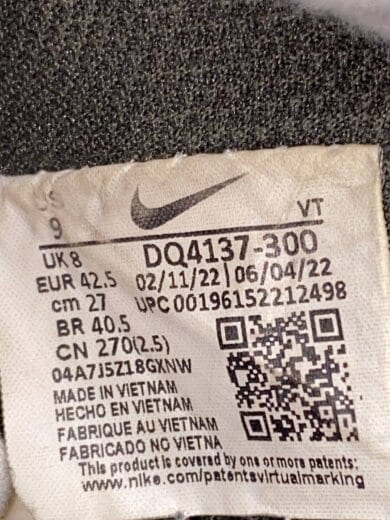 US
9
VT
UK 8
DQ4137-300
EUR 42.5
02/11/22 | 06/04/22
cm 27
UPC 00196152212498
BR 40.5
CN 270(2.5)
04A7J5Z18GXNW
MADE IN VIETNAM
HECHO EN VIETNAM
FABRIQUE AU VIETNAM
FABRICADO NO VIETNA
This product is covered by one or more patents:
www.nike.com/patentsvirtualmarking